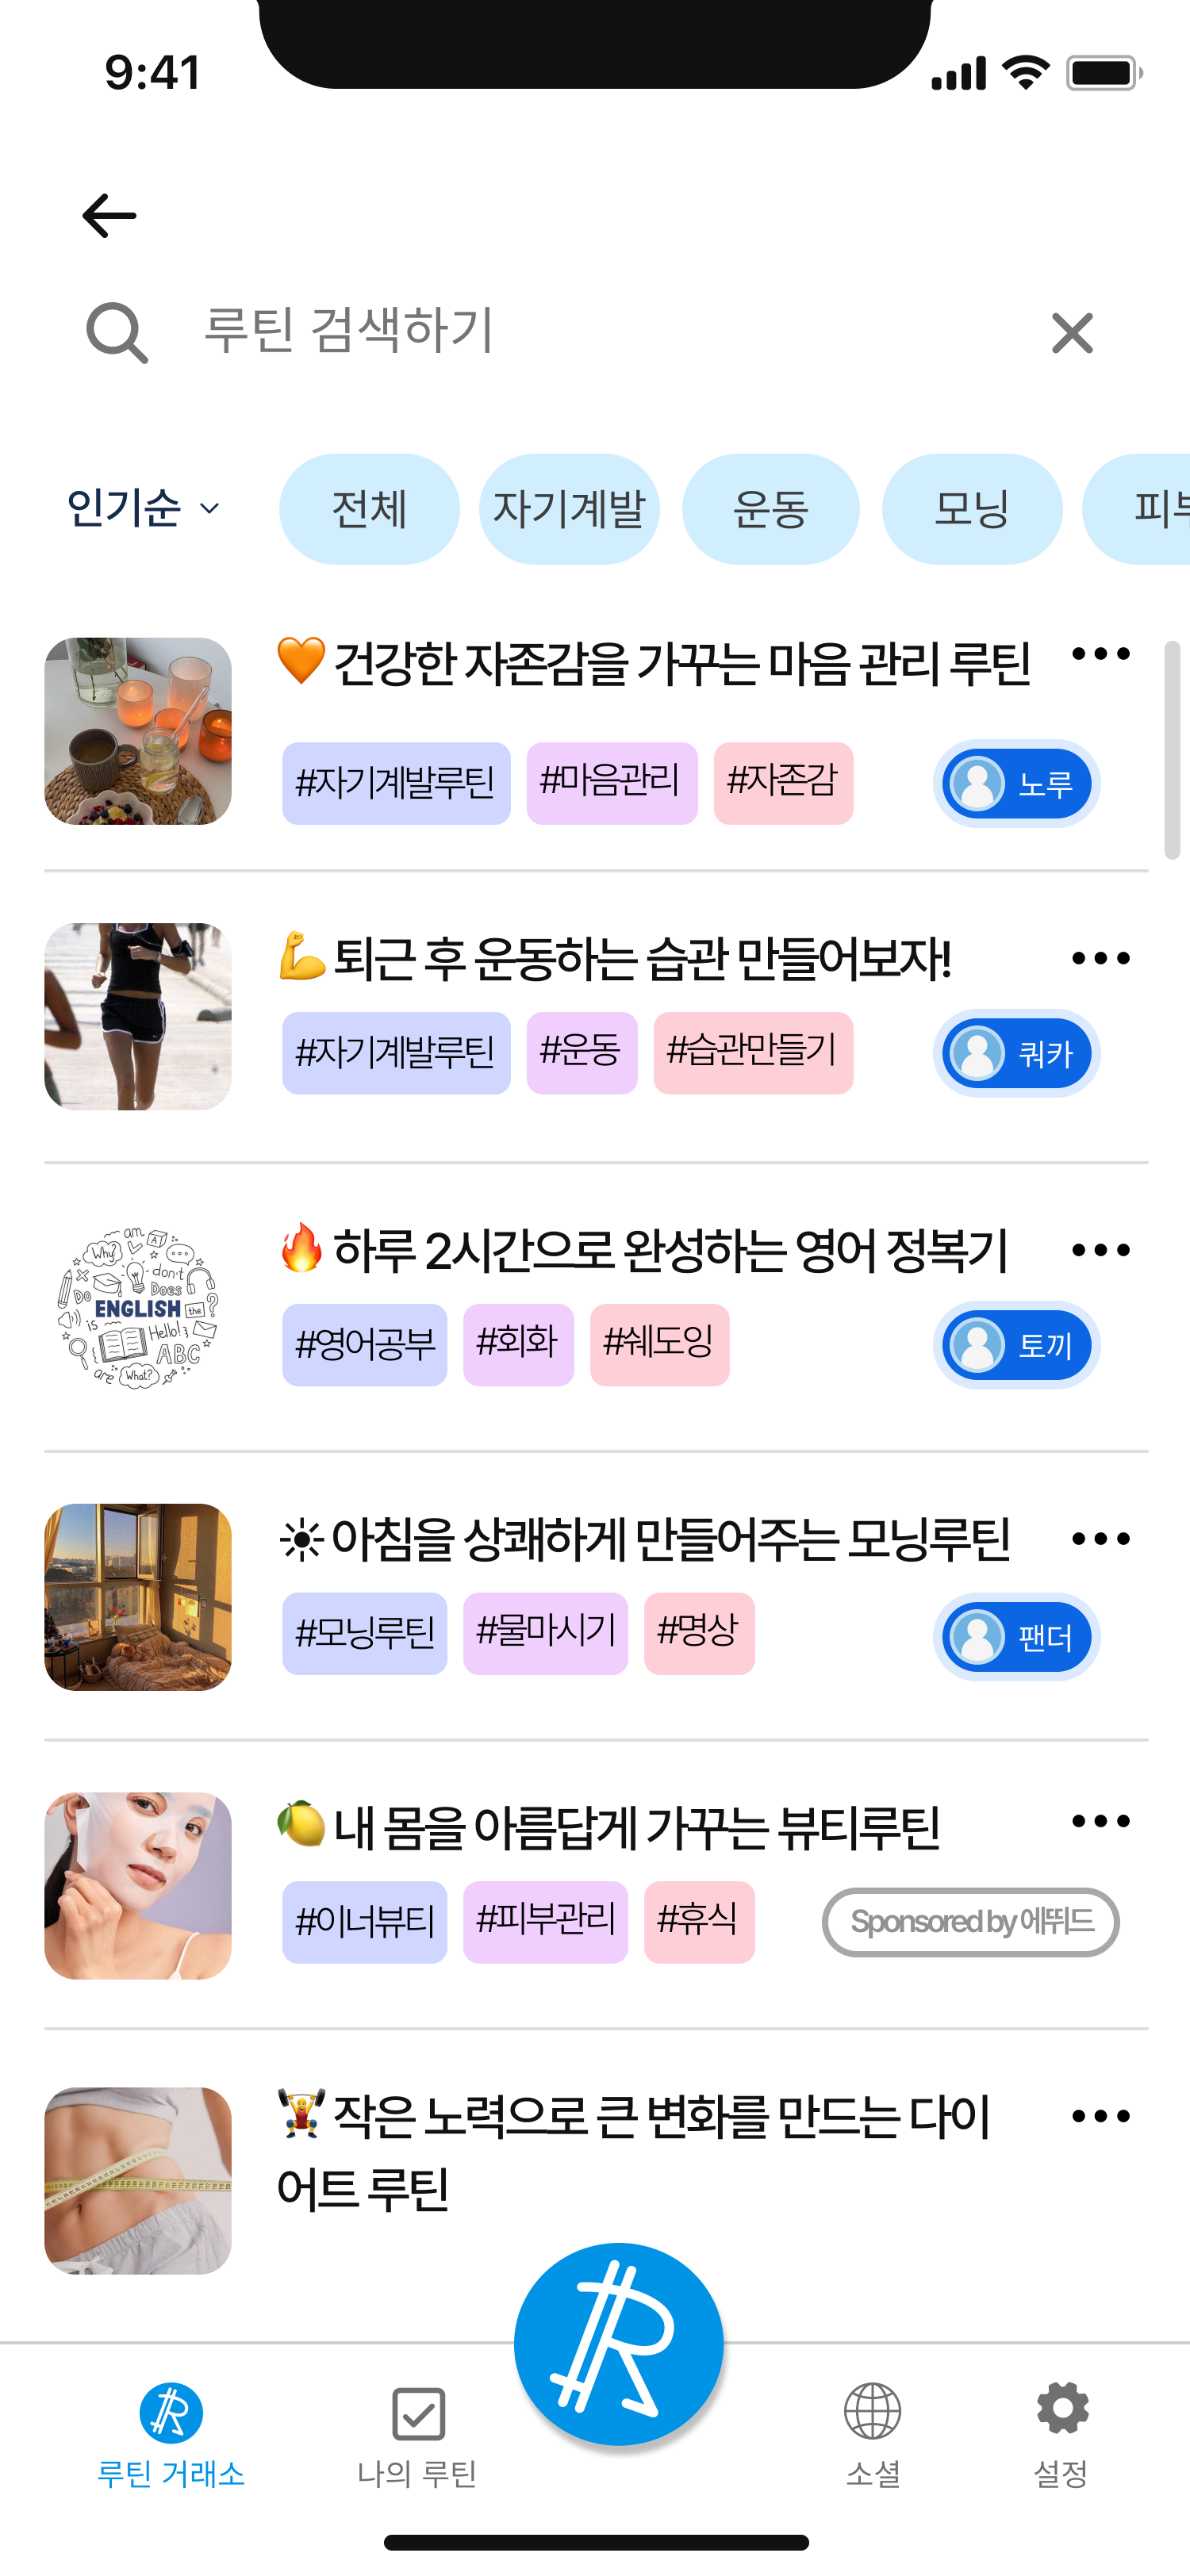 9:41
루틴 검색하기
인기순
전체
자기계발
운동
모닝
피부
🧡 건강한 자존감을 가꾸는 마음 관리 루틴
#자기계발루틴 #마음관리 #자존감 노루
💪 퇴근 후 운동하는 습관 만들어보자!
#자기계발루틴 #운동 #습관만들기 쿼카
am
Why?
A
don't
DO
Does
ENGLISH
the
is
Hello!
ABC
are
What?
🔥 하루 2시간으로 완성하는 영어 정복기
#영어공부 #회화 #쉐도잉 토끼
☀ 아침을 상쾌하게 만들어주는 모닝루틴
#모닝루틴 #물마시기 #명상 팬더
🍋 내 몸을 아름답게 가꾸는 뷰티루틴
#이너뷰티 #피부관리 #휴식 Sponsored by 에뛰드
🏋 작은 노력으로 큰 변화를 만드는 다이
어트 루틴
루틴 거래소
나의 루틴
소셜
설정